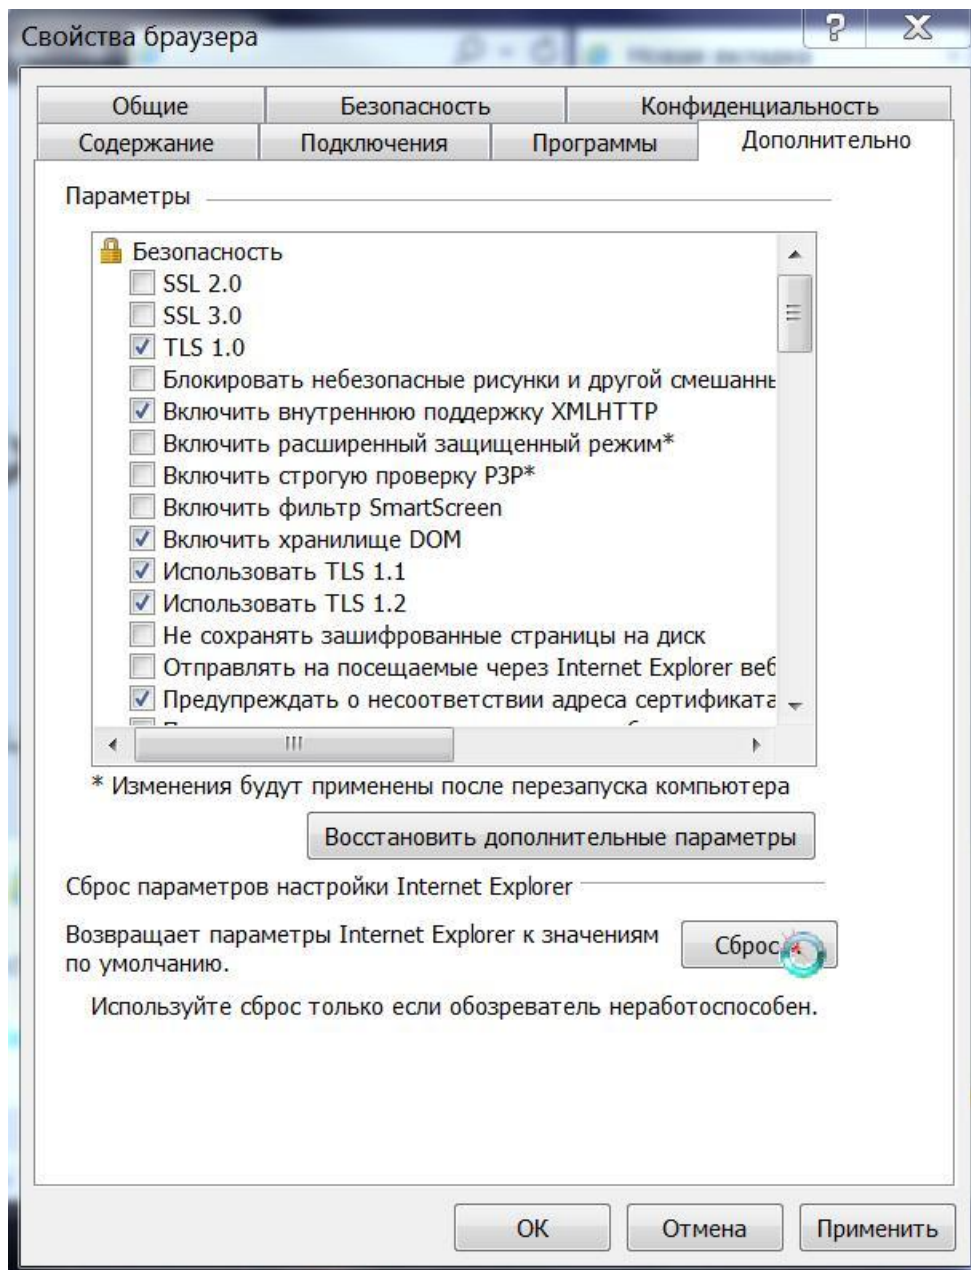 Свойства браузера
Общие
Безопасность
Конфиденциальность
Содержание
Подключения
Программы
Дополнительно
Параметры
Безопасность
SSL 2.0
SSL 3.0
TLS 1.0
Блокировать небезопасные рисунки и другой смешанны
Включить внутреннюю поддержку XMLHTTP
Включить расширенный защищенный режим*
Включить строгую проверку P3P*
Включить фильтр SmartScreen
Включить хранилище DOM
Использовать TLS 1.1
Использовать TLS 1.2
Не сохранять зашифрованные страницы на диск
Отправлять на посещаемые через Internet Explorer веб
Предупреждать о несоответствии адреса сертификата
* Изменения будут применены после перезапуска компьютера
Восстановить дополнительные параметры
Сброс параметров настройки Internet Explorer
Возвращает параметры Internet Explorer к значениям
по умолчанию.
Сброс
Используйте сброс только если обозреватель неработоспособен.
ОК
Отмена
Применить